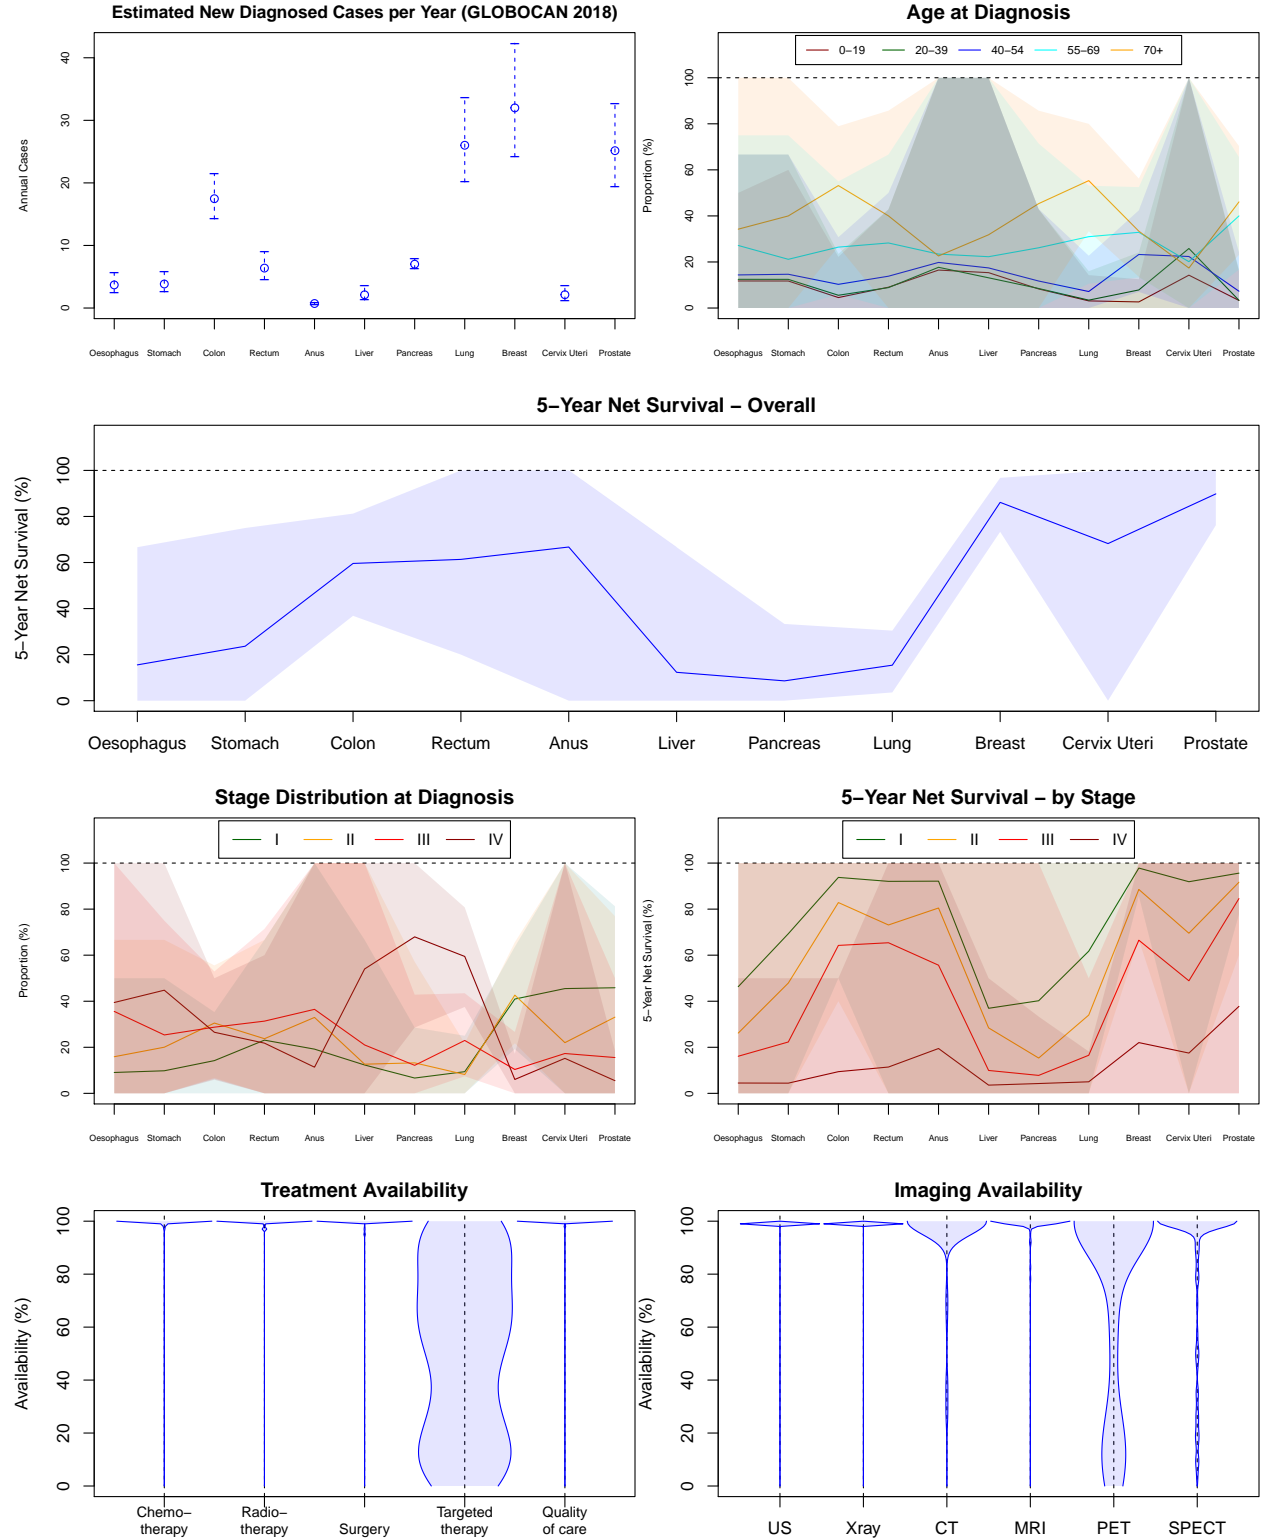 Estimated New Diagnosed Cases per Year (GLOBOCAN 2018)
Annual Cases
0
10
20
30
40
Oesophagus Stomach Colon Rectum Anus Liver Pancreas Lung Breast Cervix Uteri Prostate
Age at Diagnosis
0–19 20–39 40–54 55–69 70+
Proportion (%)
0
20
40
60
80
100
Oesophagus Stomach Colon Rectum Anus Liver Pancreas Lung Breast Cervix Uteri Prostate
5–Year Net Survival – Overall
5–Year Net Survival (%)
0
20
40
60
80
100
Oesophagus Stomach Colon Rectum Anus Liver Pancreas Lung Breast Cervix Uteri Prostate
Stage Distribution at Diagnosis
I II III IV
Proportion (%)
0
20
40
60
80
100
Oesophagus Stomach Colon Rectum Anus Liver Pancreas Lung Breast Cervix Uteri Prostate
5–Year Net Survival – by Stage
I II III IV
5–Year Net Survival (%)
0
20
40
60
80
100
Oesophagus Stomach Colon Rectum Anus Liver Pancreas Lung Breast Cervix Uteri Prostate
Treatment Availability
Availability (%)
0
20
40
60
80
100
Chemo–
therapy
Radio–
therapy
Surgery
Targeted
therapy
Quality
of care
Imaging Availability
Availability (%)
0
20
40
60
80
100
US Xray CT MRI PET SPECT